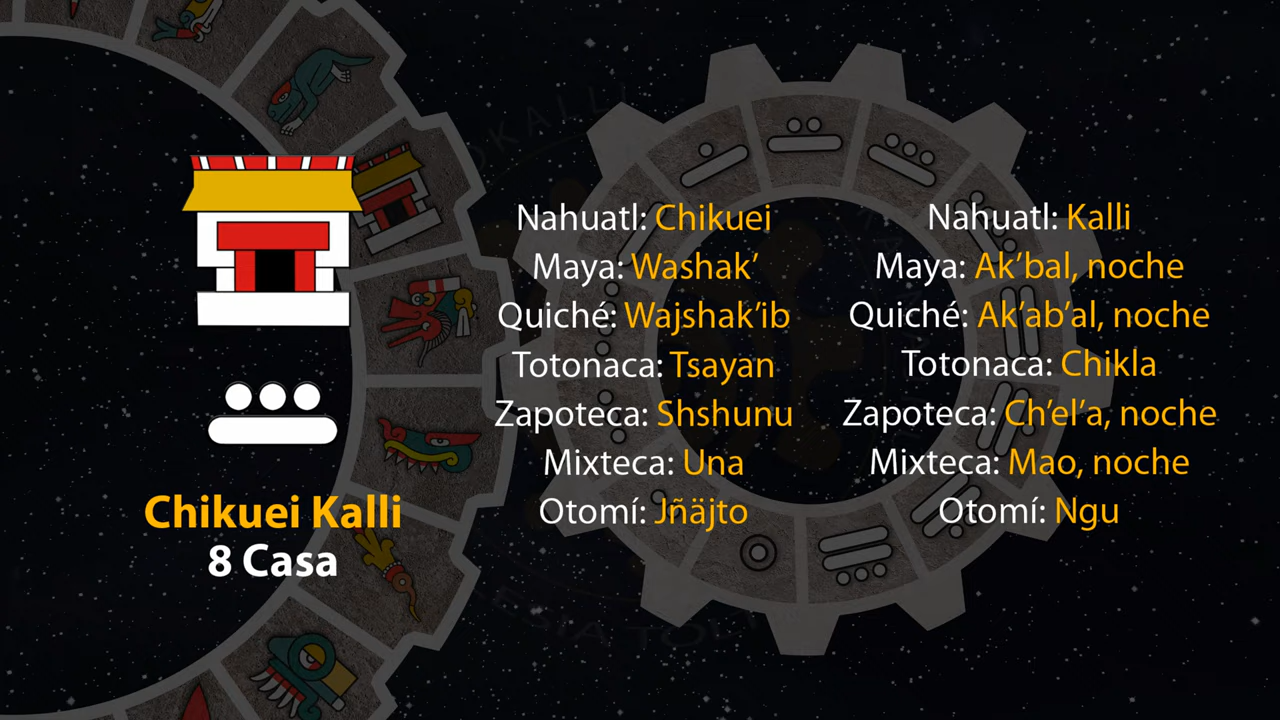 Chikuei Kalli
8 Casa
Nahuatl: Chikuei
Maya: Washak’
Quiché: Wajshak’ib
Totonaca: Tsayan
Zapoteca: Shshunu
Mixteca: Una
Otomí: Jñäjto
Nahuatl: Kalli
Maya: Ak’bal, noche
Quiché: Ak’ab’al, noche
Totonaca: Chikla
Zapoteca: Ch’el’a, noche
Mixteca: Mao, noche
Otomí: Ngu